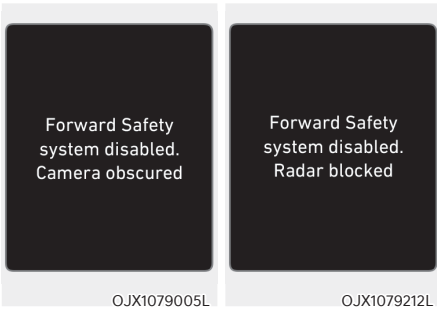 Forward Safety
system disabled.
Camera obscured
OJX1079005L
Forward Safety
system disabled.
Radar blocked
OJX1079212L